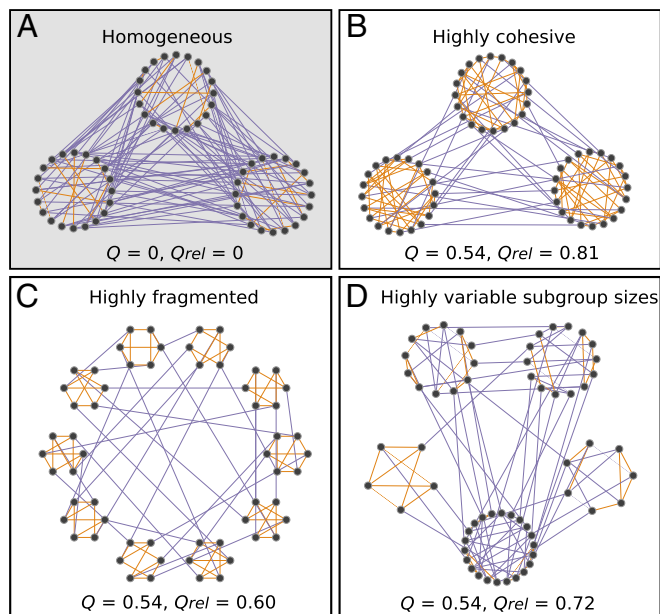 A
Homogeneous
Q = 0, Qrel = 0
B
Highly cohesive
Q = 0.54, Qrel = 0.81
C
Highly fragmented
Q = 0.54, Qrel = 0.60
D
Highly variable subgroup sizes
Q = 0.54, Qrel = 0.72